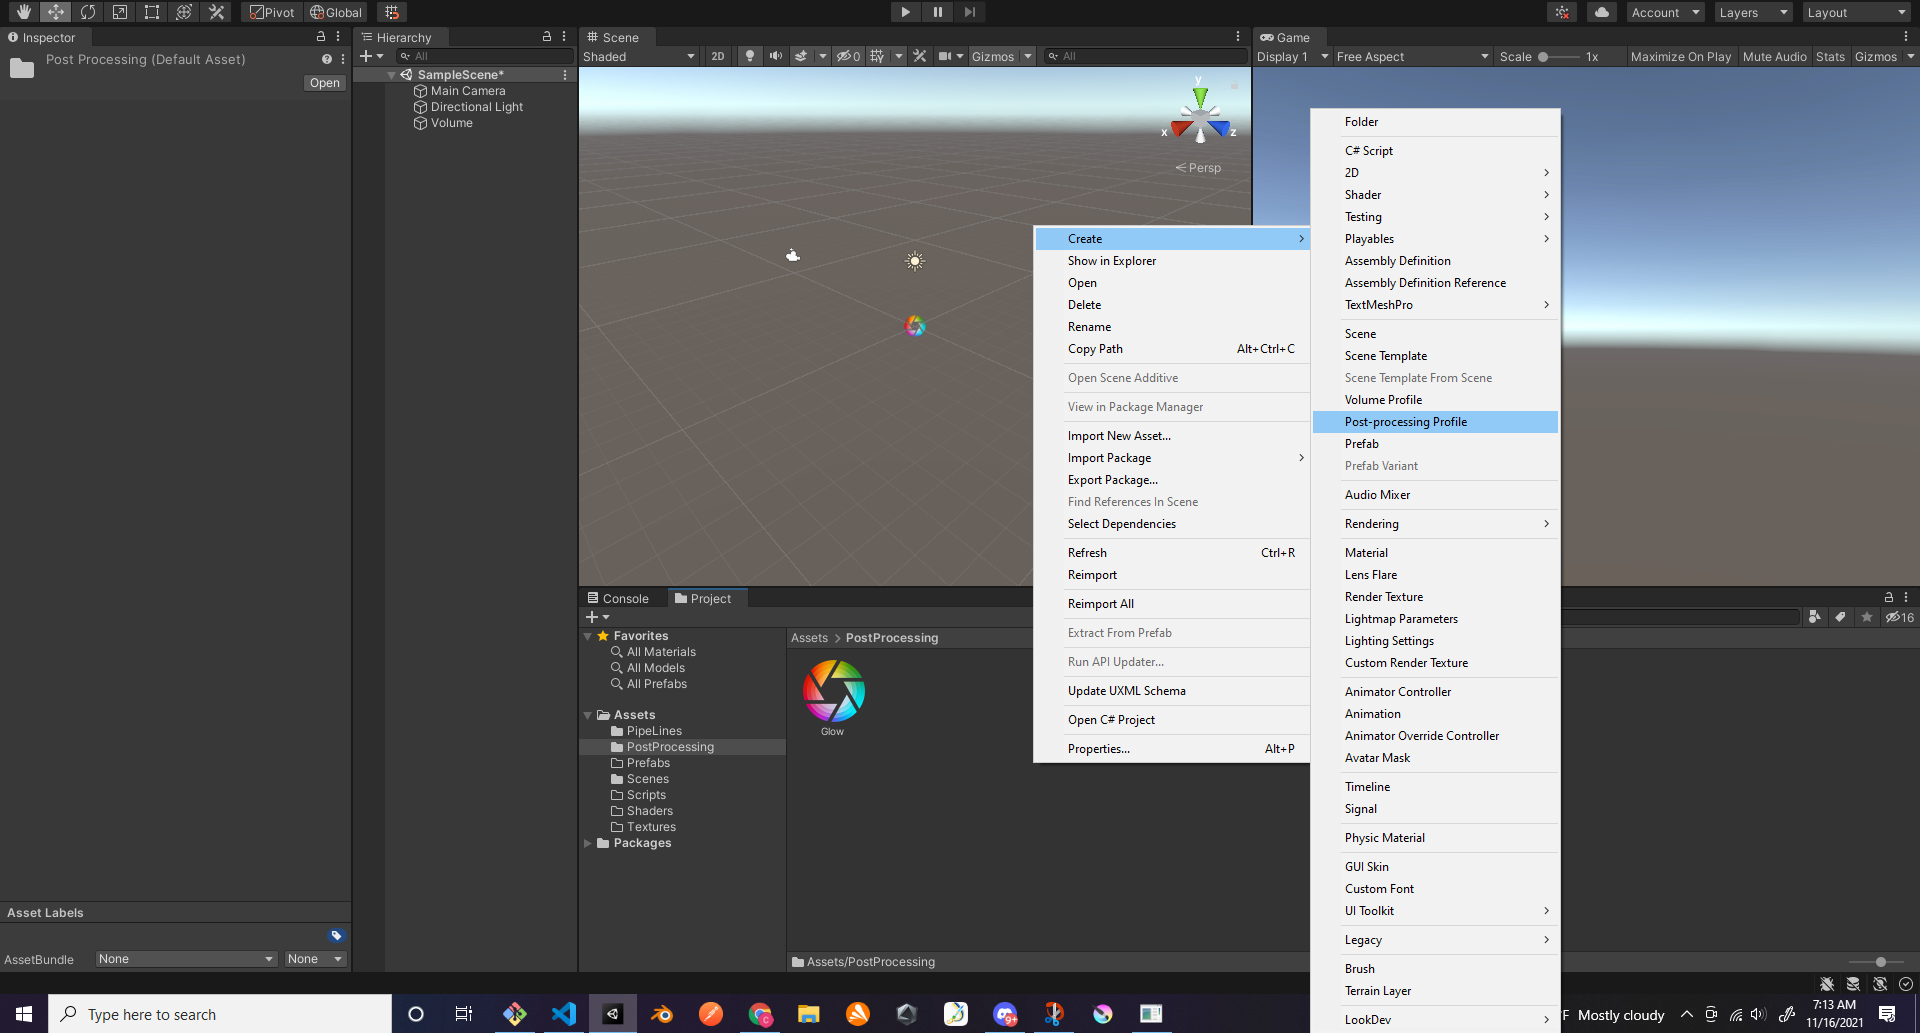 Pivot
Global
Account
Layers
Layout
Inspector
Post Processing (Default Asset)
Open
Asset Labels
AssetBundle
None
None
Hierarchy
All
SampleScene*
Main Camera
Directional Light
Volume
Scene
Shaded
2D
0
Gizmos
All
y
x
z
Persp
Game
Display 1
Free Aspect
Scale
1x
Maximize On Play
Mute Audio
Stats
Gizmos
Create
Show in Explorer
Open
Delete
Rename
Copy Path Alt+Ctrl+C
Open Scene Additive
View in Package Manager
Import New Asset...
Import Package
Export Package...
Find References In Scene
Select Dependencies
Refresh Ctrl+R
Reimport
Reimport All
Extract From Prefab
Run API Updater...
Update UXML Schema
Open C# Project
Properties... Alt+P
Folder
C# Script
2D
Shader
Testing
Playables
Assembly Definition
Assembly Definition Reference
TextMeshPro
Scene
Scene Template
Scene Template From Scene
Volume Profile
Post-processing Profile
Prefab
Prefab Variant
Audio Mixer
Rendering
Material
Lens Flare
Render Texture
Lightmap Parameters
Lighting Settings
Custom Render Texture
Animator Controller
Animation
Animator Override Controller
Avatar Mask
Timeline
Signal
Physic Material
GUI Skin
Custom Font
UI Toolkit
Legacy
Brush
Terrain Layer
LookDev
Console
Project
16
Favorites
All Materials
All Models
All Prefabs
Assets
PipeLines
PostProcessing
Prefabs
Scenes
Scripts
Shaders
Textures
Packages
Assets > PostProcessing
Glow
Assets/PostProcessing
Type here to search
9+
F Mostly cloudy
7:13 AM
11/16/2021